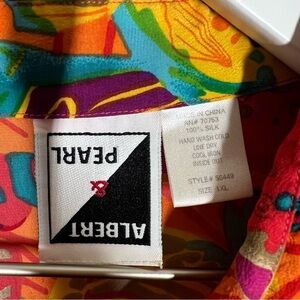 ALBERT
&
PEARL
MADE IN CHINA
RN# 70763
100% SILK
HAND WASH COLD
LINE DRY
COOL IRON
INSIDE OUT
STYLE# S6449
SIZE: 1XL